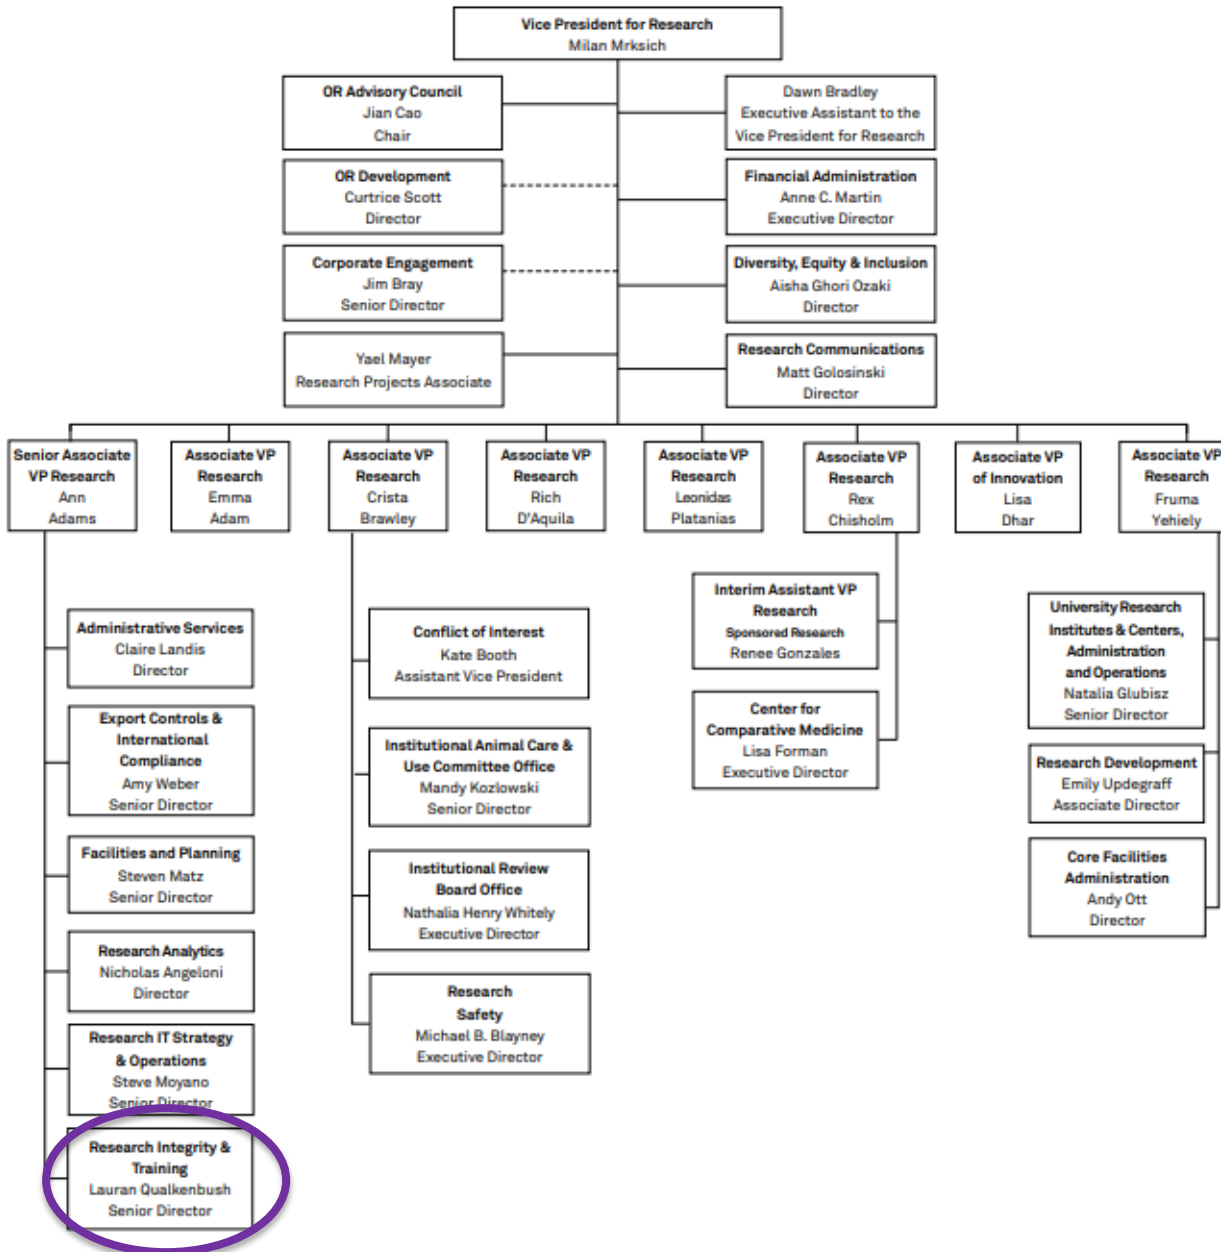 Vice President for Research
Milan Mrksich
OR Advisory Council
Jian Cao
Chair
Dawn Bradley
Executive Assistant to the
Vice President for Research
OR Development
Curtrice Scott
Director
Financial Administration
Anne C. Martin
Executive Director
Corporate Engagement
Jim Bray
Senior Director
Diversity, Equity & Inclusion
Aisha Ghori Ozaki
Director
Yael Mayer
Research Projects Associate
Research Communications
Matt Golosinski
Director
Senior Associate
VP Research
Ann
Adams
Associate VP
Research
Emma
Adam
Associate VP
Research
Crista
Brawley
Associate VP
Research
Rich
D'Aquila
Associate VP
Research
Leonidas
Platanias
Associate VP
Research
Rex
Chisholm
Associate VP
of Innovation
Lisa
Dhar
Associate VP
Research
Fruma
Yehiely
Administrative Services
Claire Landis
Director
Export Controls &
International
Compliance
Amy Weber
Senior Director
Facilities and Planning
Steven Matz
Senior Director
Research Analytics
Nicholas Angeloni
Director
Research IT Strategy
& Operations
Steve Moyano
Senior Director
Research Integrity &
Training
Lauran Qualkenbush
Senior Director
Conflict of Interest
Kate Booth
Assistant Vice President
Institutional Animal Care &
Use Committee Office
Mandy Kozlowski
Senior Director
Institutional Review
Board Office
Nathalia Henry Whitely
Executive Director
Research
Safety
Michael B. Blayney
Executive Director
Interim Assistant VP
Research
Sponsored Research
Renee Gonzales
Center for
Comparative Medicine
Lisa Forman
Executive Director
University Research
Institutes & Centers,
Administration
and Operations
Natalia Glubisz
Senior Director
Research Development
Emily Updegraff
Associate Director
Core Facilities
Administration
Andy Ott
Director